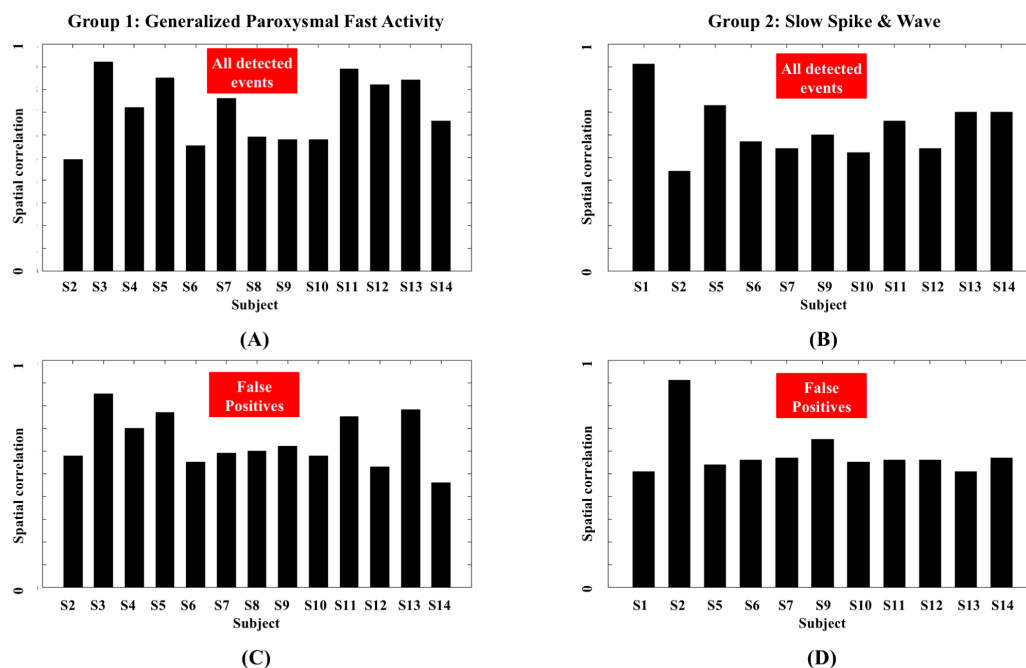 Group 1: Generalized Paroxysmal Fast Activity
Group 2: Slow Spike & Wave
1
All detected
events
Spatial correlation
0
S2 S3 S4 S5 S6 S7 S8 S9 S10 S11 S12 S13 S14
Subject
(A)
1
All detected
events
Spatial correlation
0
S1 S2 S5 S6 S7 S9 S10 S11 S12 S13 S14
Subject
(B)
1
False
Positives
Spatial correlation
0
S2 S3 S4 S5 S6 S7 S8 S9 S10 S11 S12 S13 S14
Subject
(C)
1
False
Positives
Spatial correlation
0
S1 S2 S5 S6 S7 S9 S10 S11 S12 S13 S14
Subject
(D)